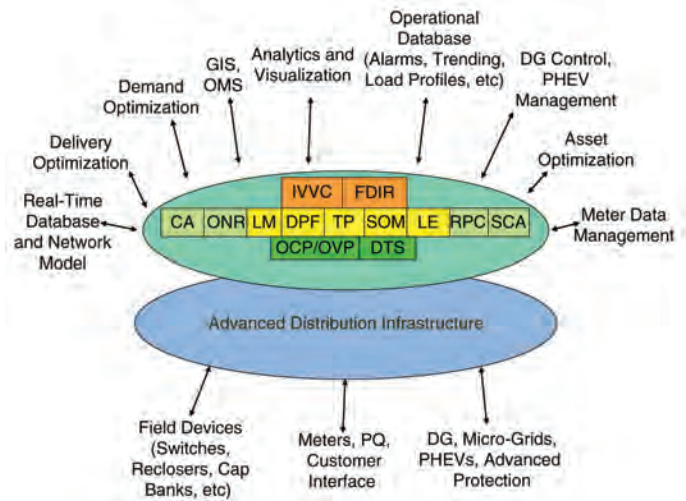 Operational
Database
(Alarms, Trending,
Load Profiles, etc)
GIS,
OMS
Analytics and
Visualization
DG Control,
PHEV
Management
Demand
Optimization
Delivery
Optimization
Asset
Optimization
Real-Time
Database
and Network
Model
IVVC FDIR
CA ONR LM DPF TP SOM LE RPC SCA
OCP/OVP DTS
Meter Data
Management
Advanced Distribution Infrastructure
Field Devices
(Switches,
Reclosers, Cap
Banks, etc)
Meters, PQ,
Customer
Interface
DG, Micro-Grids,
PHEVs, Advanced
Protection